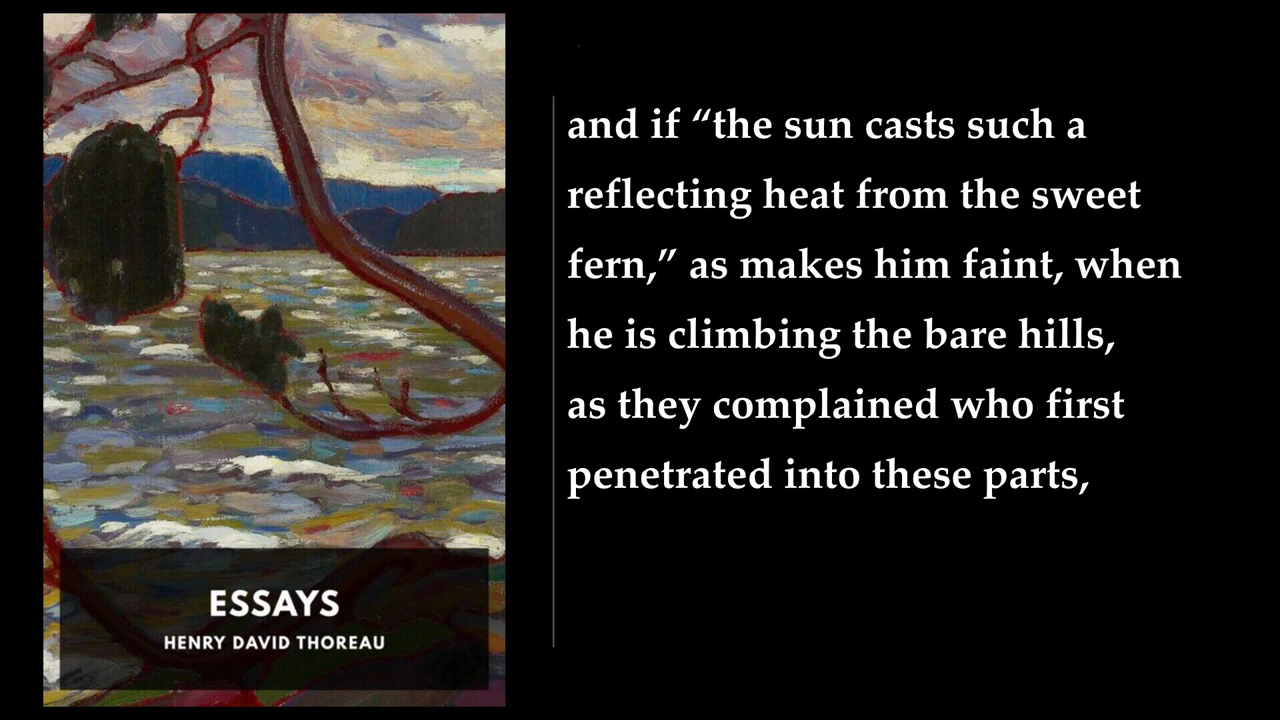 ESSAYS
HENRY DAVID THOREAU
and if “the sun casts such a
reflecting heat from the sweet
fern,” as makes him faint, when
he is climbing the bare hills,
as they complained who first
penetrated into these parts,